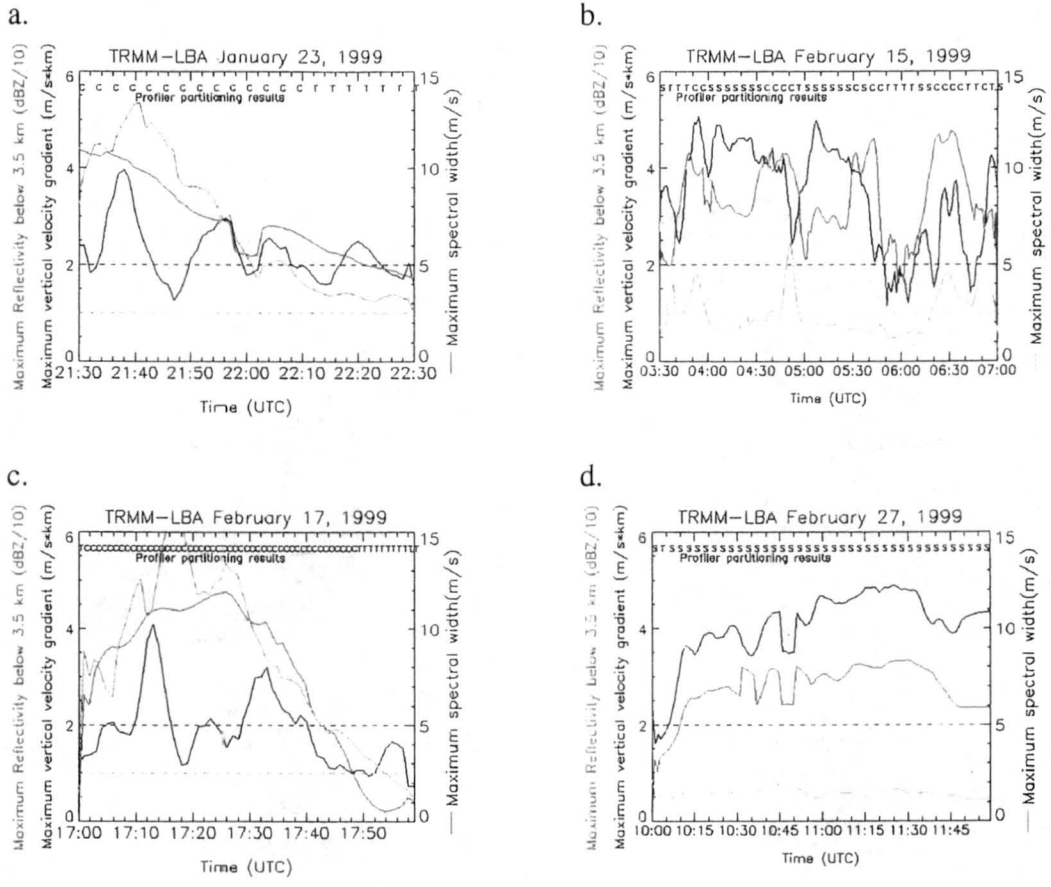 a.
TRMM-LBA January 23, 1999
Maximum Reflectivity below 3.5 km (dBZ/10)
Maximum vertical velocity gradient (m/s*km)
6
4
2
0
C C C C C C C C C C C C C C T T T T T T T
Profiler partitioning results
15
10
5
0
Maximum spectral width(m/s)
21:30 21:40 21:50 22:00 22:10 22:20 22:30
Time (UTC)
b.
TRMM-LBA February 15, 1999
Maximum Reflectivity below 3.5 km (dBZ/10)
Maximum vertical velocity gradient (m/s*km)
6
4
2
0
Profiler partitioning results
15
10
5
0
Maximum spectral width(m/s)
03:30 04:00 04:30 05:00 05:30 06:00 06:30 07:00
Time (UTC)
c.
TRMM-LBA February 17, 1999
Maximum Reflectivity below 3.5 km (dBZ/10)
Maximum vertical velocity gradient (m/s*km)
6
4
2
0
Profiler partitioning results
15
10
5
0
Maximum spectral width(m/s)
17:00 17:10 17:20 17:30 17:40 17:50
Time (UTC)
d.
TRMM-LBA February 27, 1999
Maximum Reflectivity below 3.5 km (dBZ/10)
Maximum vertical velocity gradient (m/s*km)
6
4
2
0
Profiler partitioning results
15
10
5
0
Maximum spectral width(m/s)
10:00 10:15 10:30 10:45 11:00 11:15 11:30 11:45
Time (UTC)